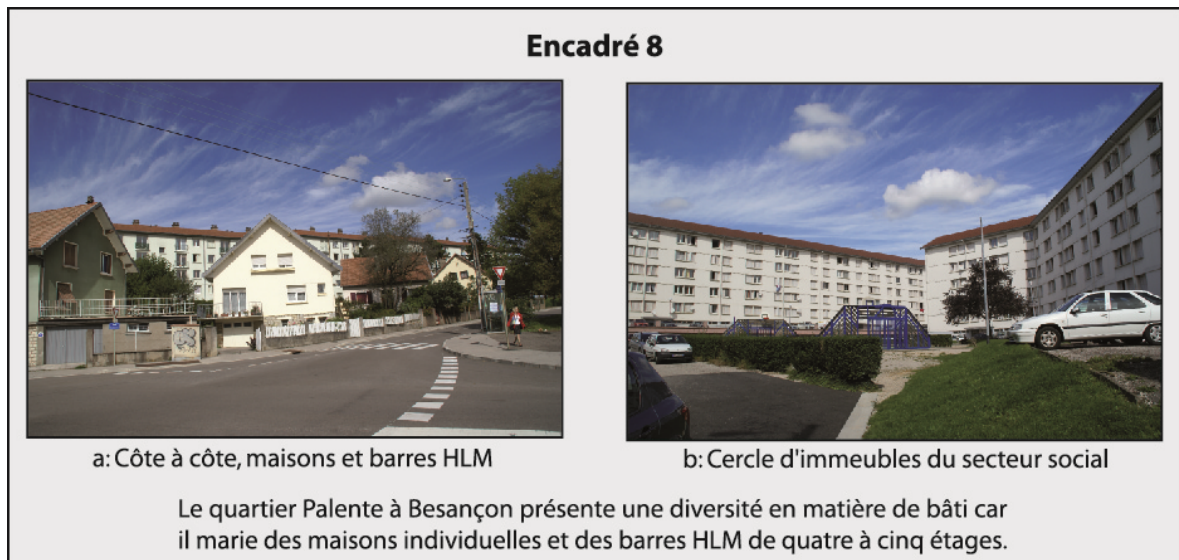 Encadré 8
a: Côte à côte, maisons et barres HLM
b: Cercle d'immeubles du secteur social
Le quartier Palente à Besançon présente une diversité en matière de bâti car
il marie des maisons individuelles et des barres HLM de quatre à cinq étages.